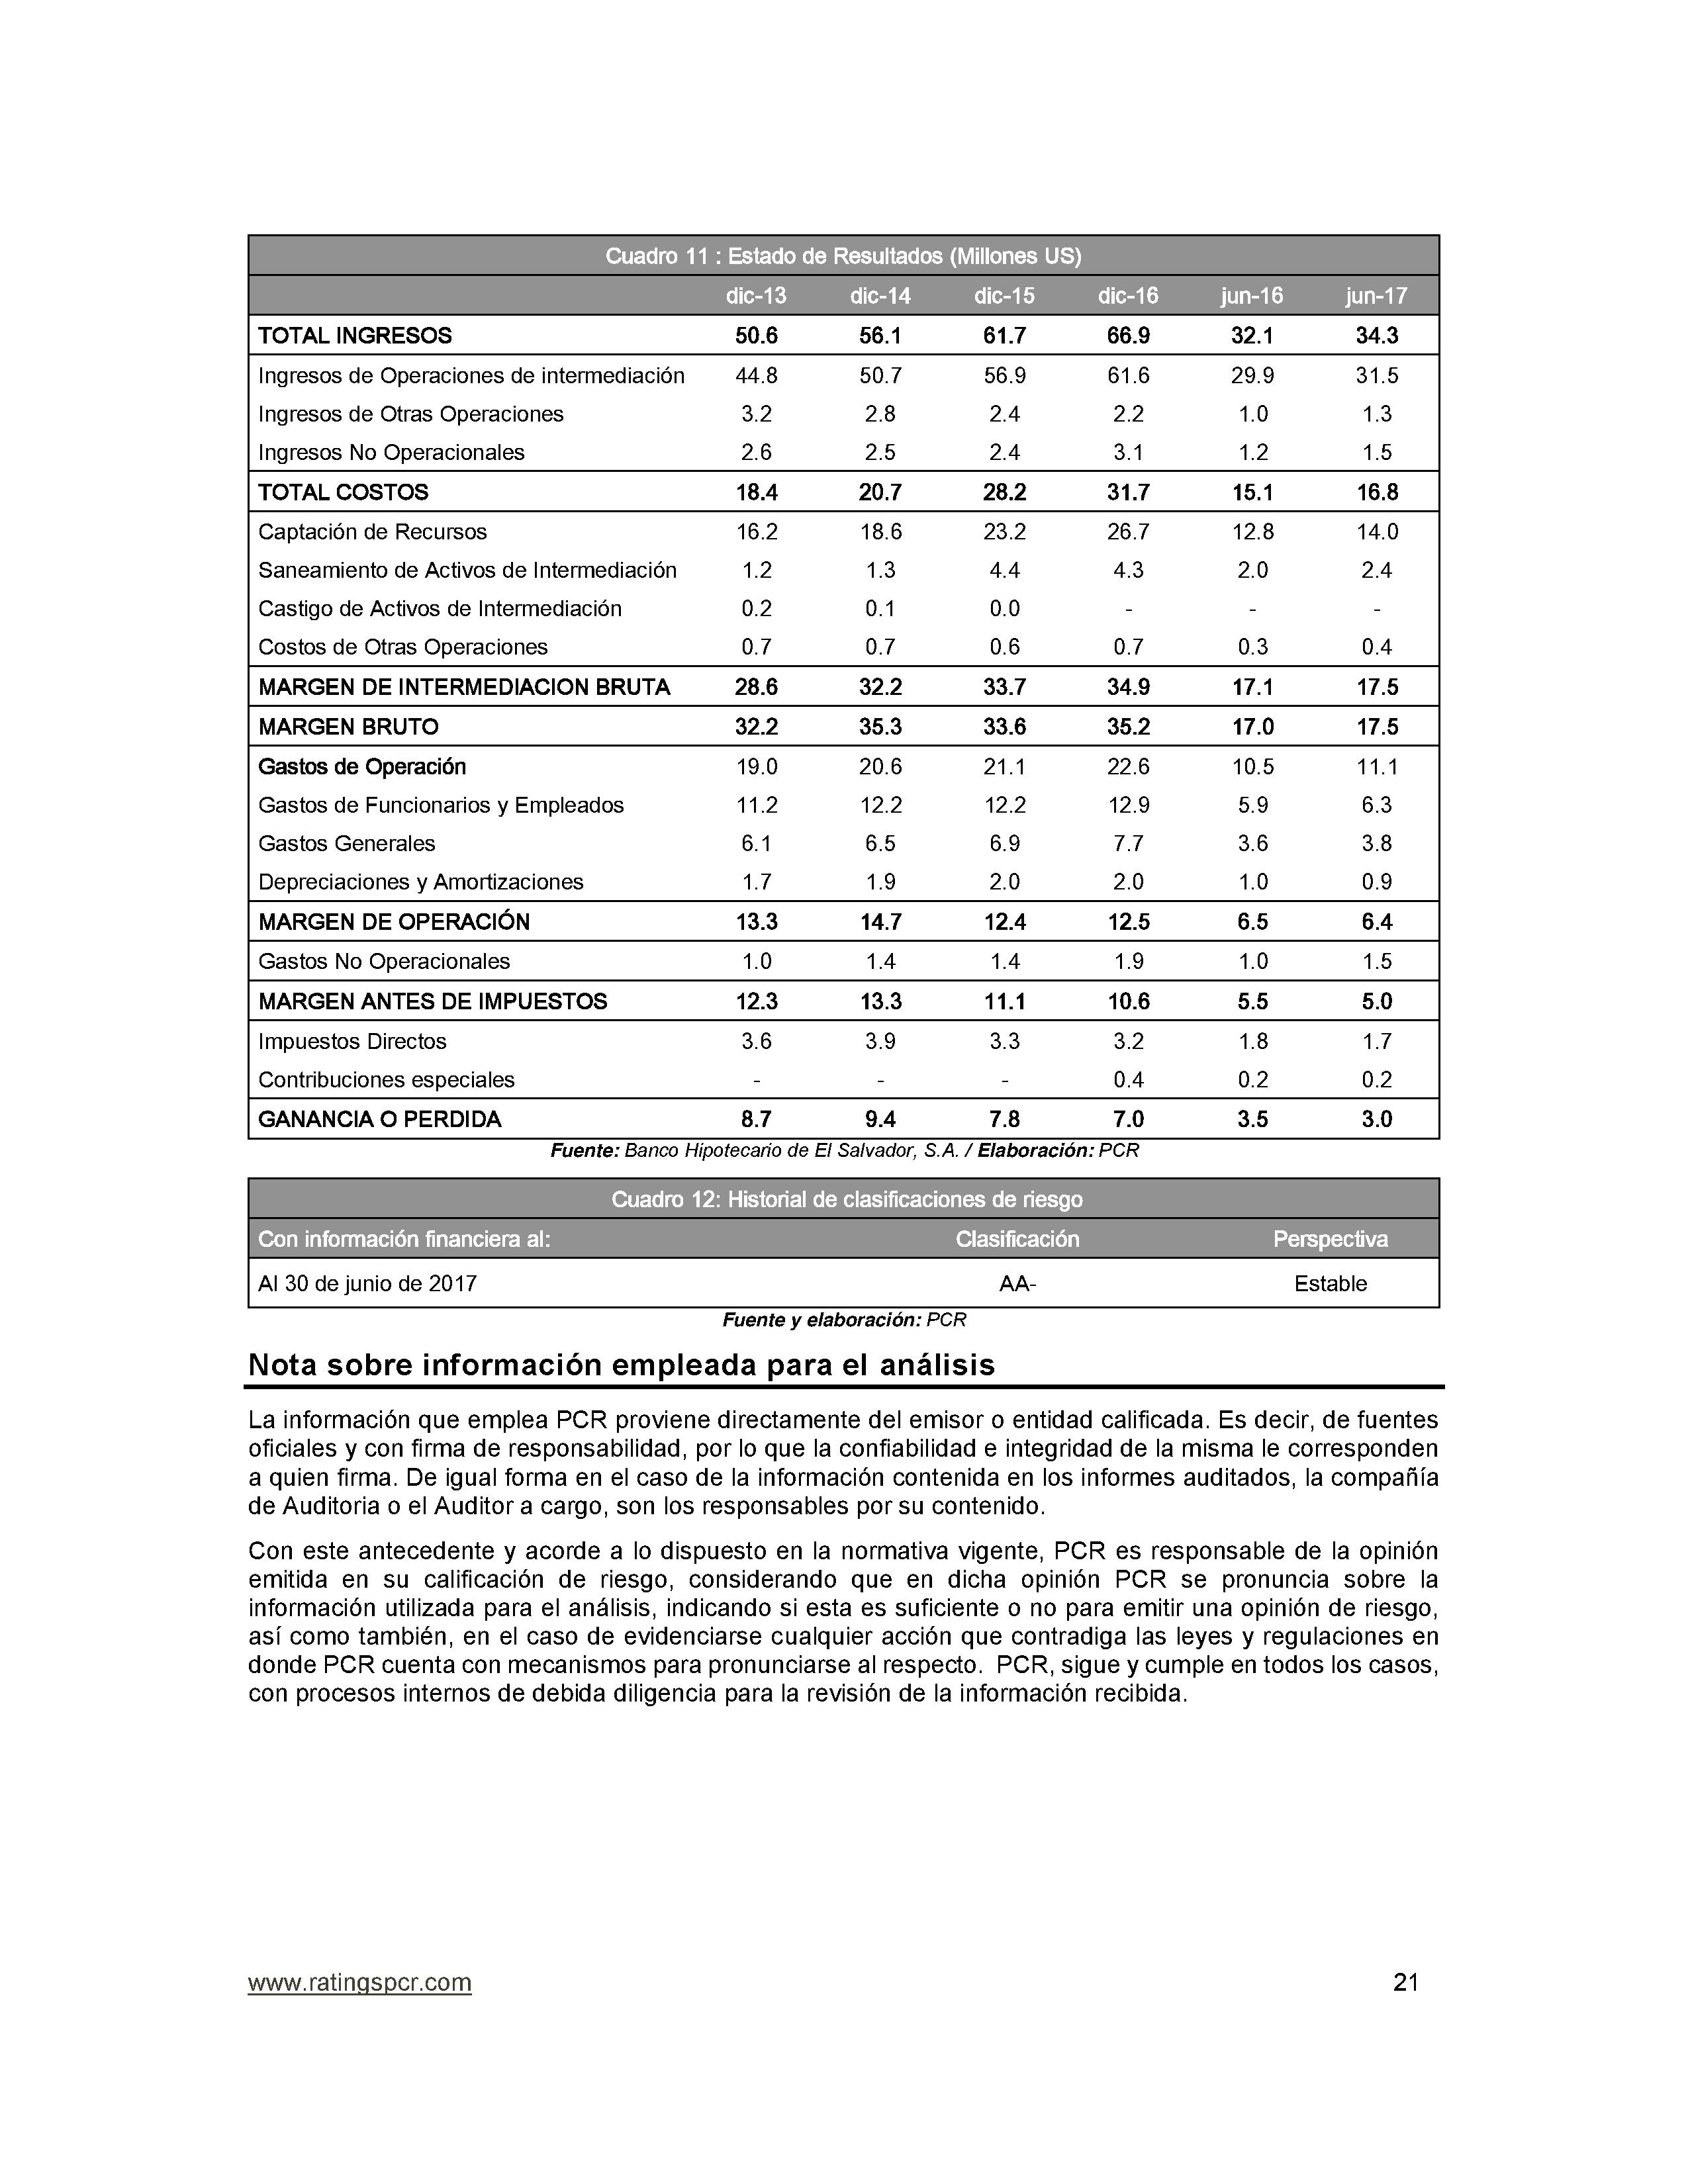 Cuadro 11 : Estado de Resultados (Millones US)
dic-13 dic-14 dic-15 dic-16 jun-16 jun-17
TOTAL INGRESOS 50.6 56.1 61.7 66.9 32.1 34.3
Ingresos de Operaciones de intermediación 44.8 50.7 56.9 61.6 29.9 31.5
Ingresos de Otras Operaciones 3.2 2.8 2.4 2.2 1.0 1.3
Ingresos No Operacionales 2.6 2.5 2.4 3.1 1.2 1.5
TOTAL COSTOS 18.4 20.7 28.2 31.7 15.1 16.8
Captación de Recursos 16.2 18.6 23.2 26.7 12.8 14.0
Saneamiento de Activos de Intermediación 1.2 1.3 4.4 4.3 2.0 2.4
Castigo de Activos de Intermediación 0.2 0.1 0.0 - - -
Costos de Otras Operaciones 0.7 0.7 0.6 0.7 0.3 0.4
MARGEN DE INTERMEDIACION BRUTA 28.6 32.2 33.7 34.9 17.1 17.5
MARGEN BRUTO 32.2 35.3 33.6 35.2 17.0 17.5
Gastos de Operación 19.0 20.6 21.1 22.6 10.5 11.1
Gastos de Funcionarios y Empleados 11.2 12.2 12.2 12.9 5.9 6.3
Gastos Generales 6.1 6.5 6.9 7.7 3.6 3.8
Depreciaciones y Amortizaciones 1.7 1.9 2.0 2.0 1.0 0.9
MARGEN DE OPERACIÓN 13.3 14.7 12.4 12.5 6.5 6.4
Gastos No Operacionales 1.0 1.4 1.4 1.9 1.0 1.5
MARGEN ANTES DE IMPUESTOS 12.3 13.3 11.1 10.6 5.5 5.0
Impuestos Directos 3.6 3.9 3.3 3.2 1.8 1.7
Contribuciones especiales - - - 0.4 0.2 0.2
GANANCIA O PERDIDA 8.7 9.4 7.8 7.0 3.5 3.0
Fuente: Banco Hipotecario de El Salvador, S.A. / Elaboración: PCR
Cuadro 12: Historial de clasificaciones de riesgo
Con información financiera al: Clasificación Perspectiva
Al 30 de junio de 2017 AA- Estable
Fuente y elaboración: PCR
Nota sobre información empleada para el análisis
La información que emplea PCR proviene directamente del emisor o entidad calificada. Es decir, de fuentes
oficiales y con firma de responsabilidad, por lo que la confiabilidad e integridad de la misma le corresponden
a quien firma. De igual forma en el caso de la información contenida en los informes auditados, la compañía
de Auditoria o el Auditor a cargo, son los responsables por su contenido.
Con este antecedente y acorde a lo dispuesto en la normativa vigente, PCR es responsable de la opinión
emitida en su calificación de riesgo, considerando que en dicha opinión PCR se pronuncia sobre la
información utilizada para el análisis, indicando si esta es suficiente o no para emitir una opinión de riesgo,
así como también, en el caso de evidenciarse cualquier acción que contradiga las leyes y regulaciones en
donde PCR cuenta con mecanismos para pronunciarse al respecto. PCR, sigue y cumple en todos los casos,
con procesos internos de debida diligencia para la revisión de la información recibida.
www.ratingspcr.com 21